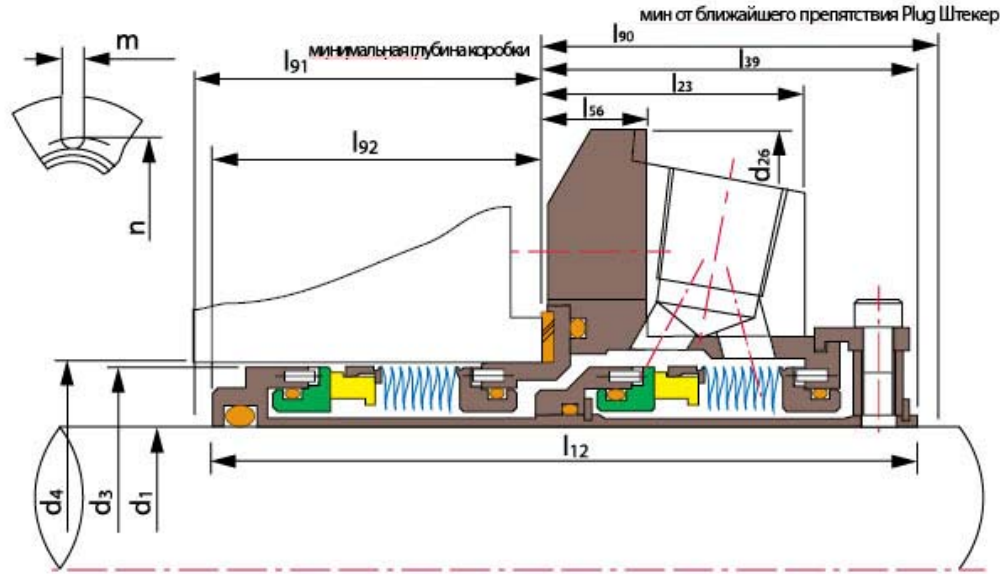 мин от ближайшего препятствия Plug Штекер
l90
m
минимальная глубина коробки
l91
l39
l23
l56
l92
d26
n
l12
d4
d3
d1